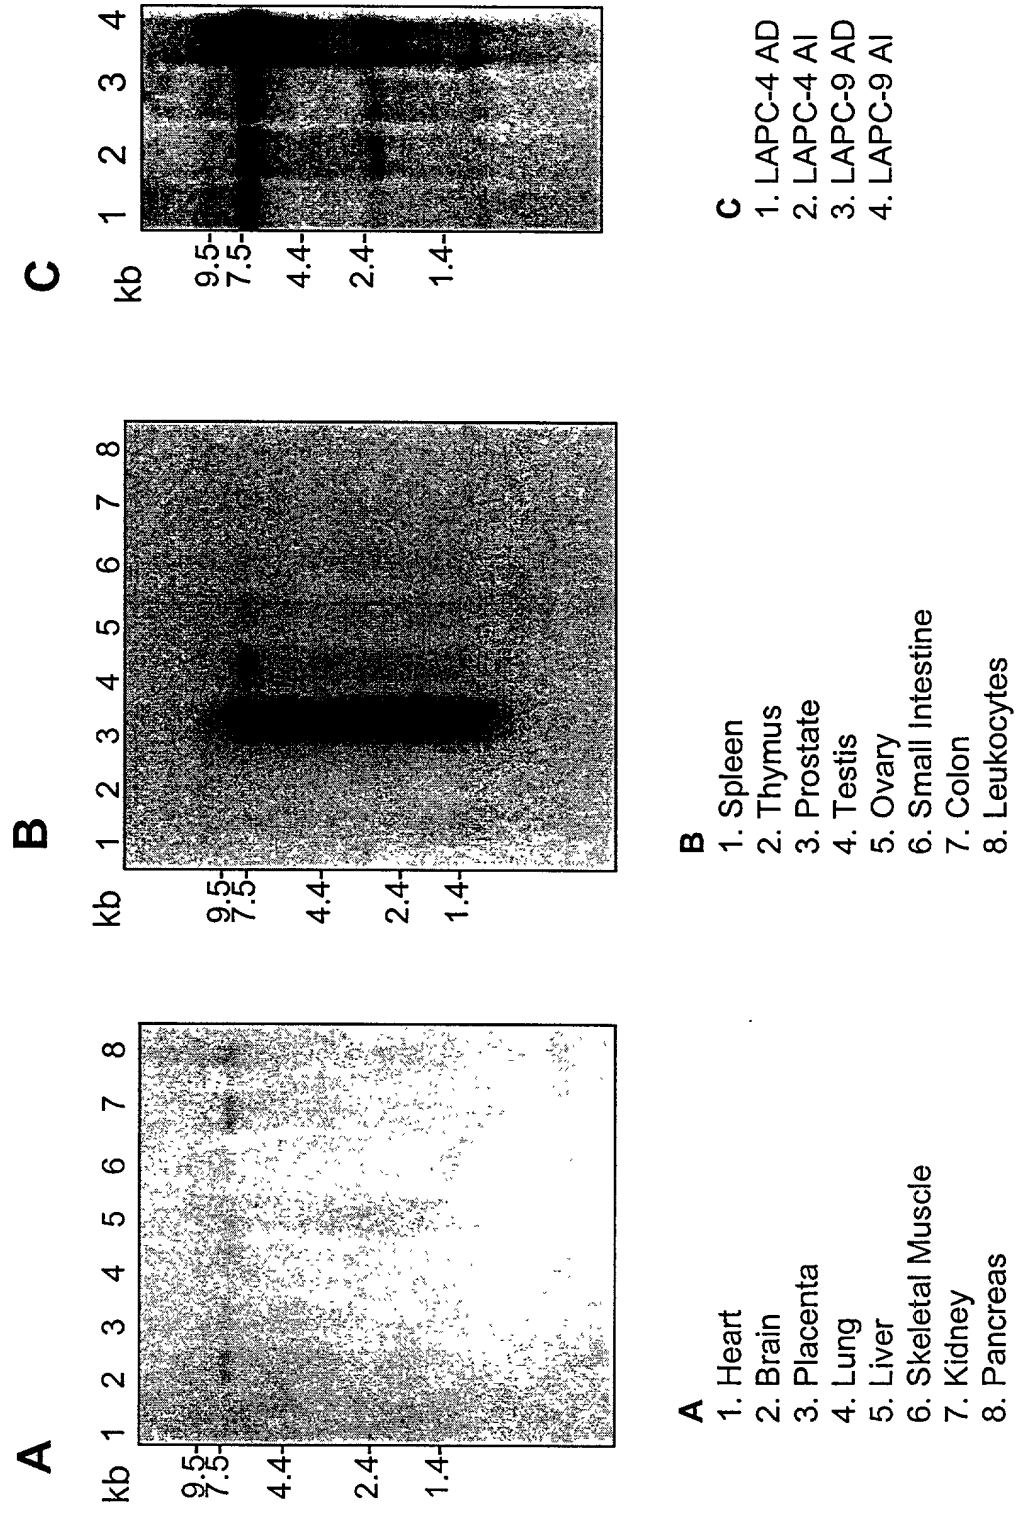 A
kb
1 2 3 4 5 6 7 8
9.5
7.5
4.4
2.4
1.4
A
1. Heart
2. Brain
3. Placenta
4. Lung
5. Liver
6. Skeletal Muscle
7. Kidney
8. Pancreas
B
kb
1 2 3 4 5 6 7 8
9.5
7.5
4.4
2.4
1.4
B
1. Spleen
2. Thymus
3. Prostate
4. Testis
5. Ovary
6. Small Intestine
7. Colon
8. Leukocytes
C
kb
1 2 3 4
9.5
7.5
4.4
2.4
1.4
C
1. LAPC-4 AD
2. LAPC-4 AI
3. LAPC-9 AD
4. LAPC-9 AI